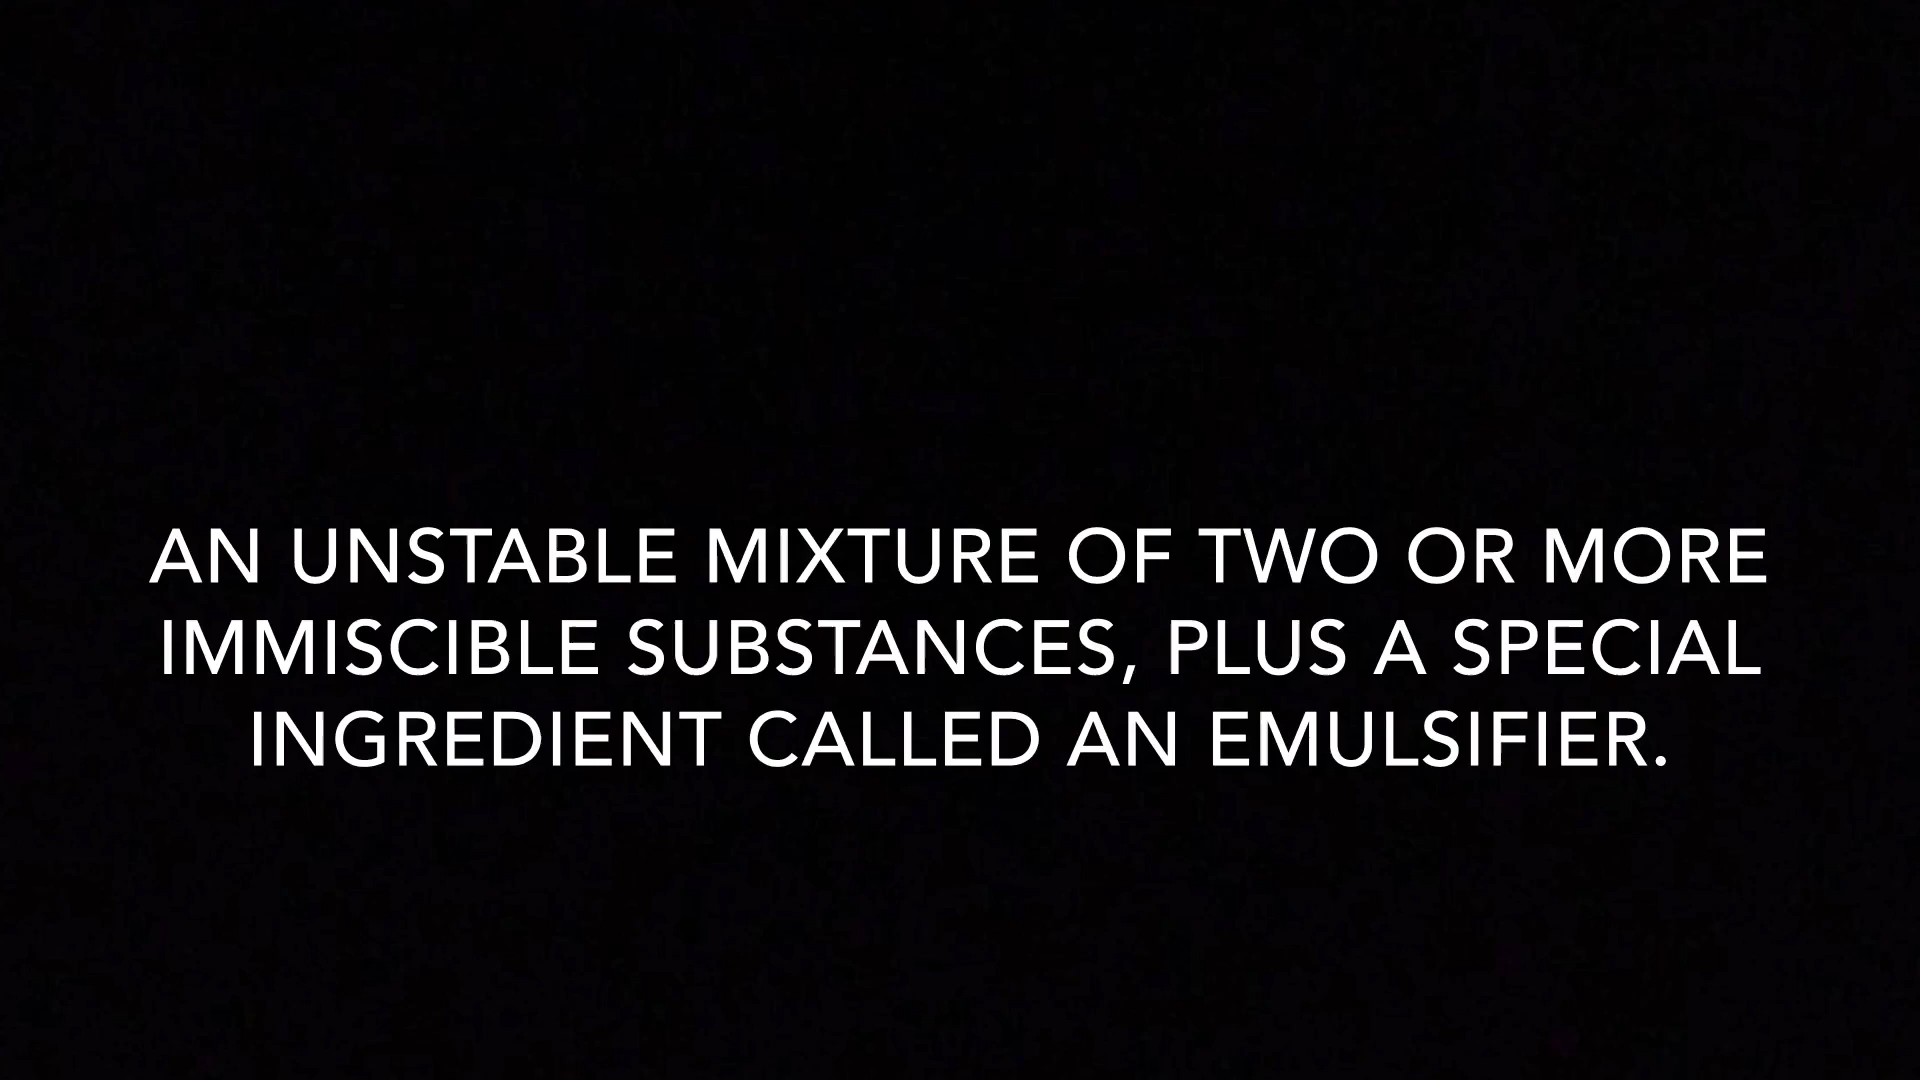 AN UNSTABLE MIXTURE OF TWO OR MORE
IMMISCIBLE SUBSTANCES, PLUS A SPECIAL
INGREDIENT CALLED AN EMULSIFIER.